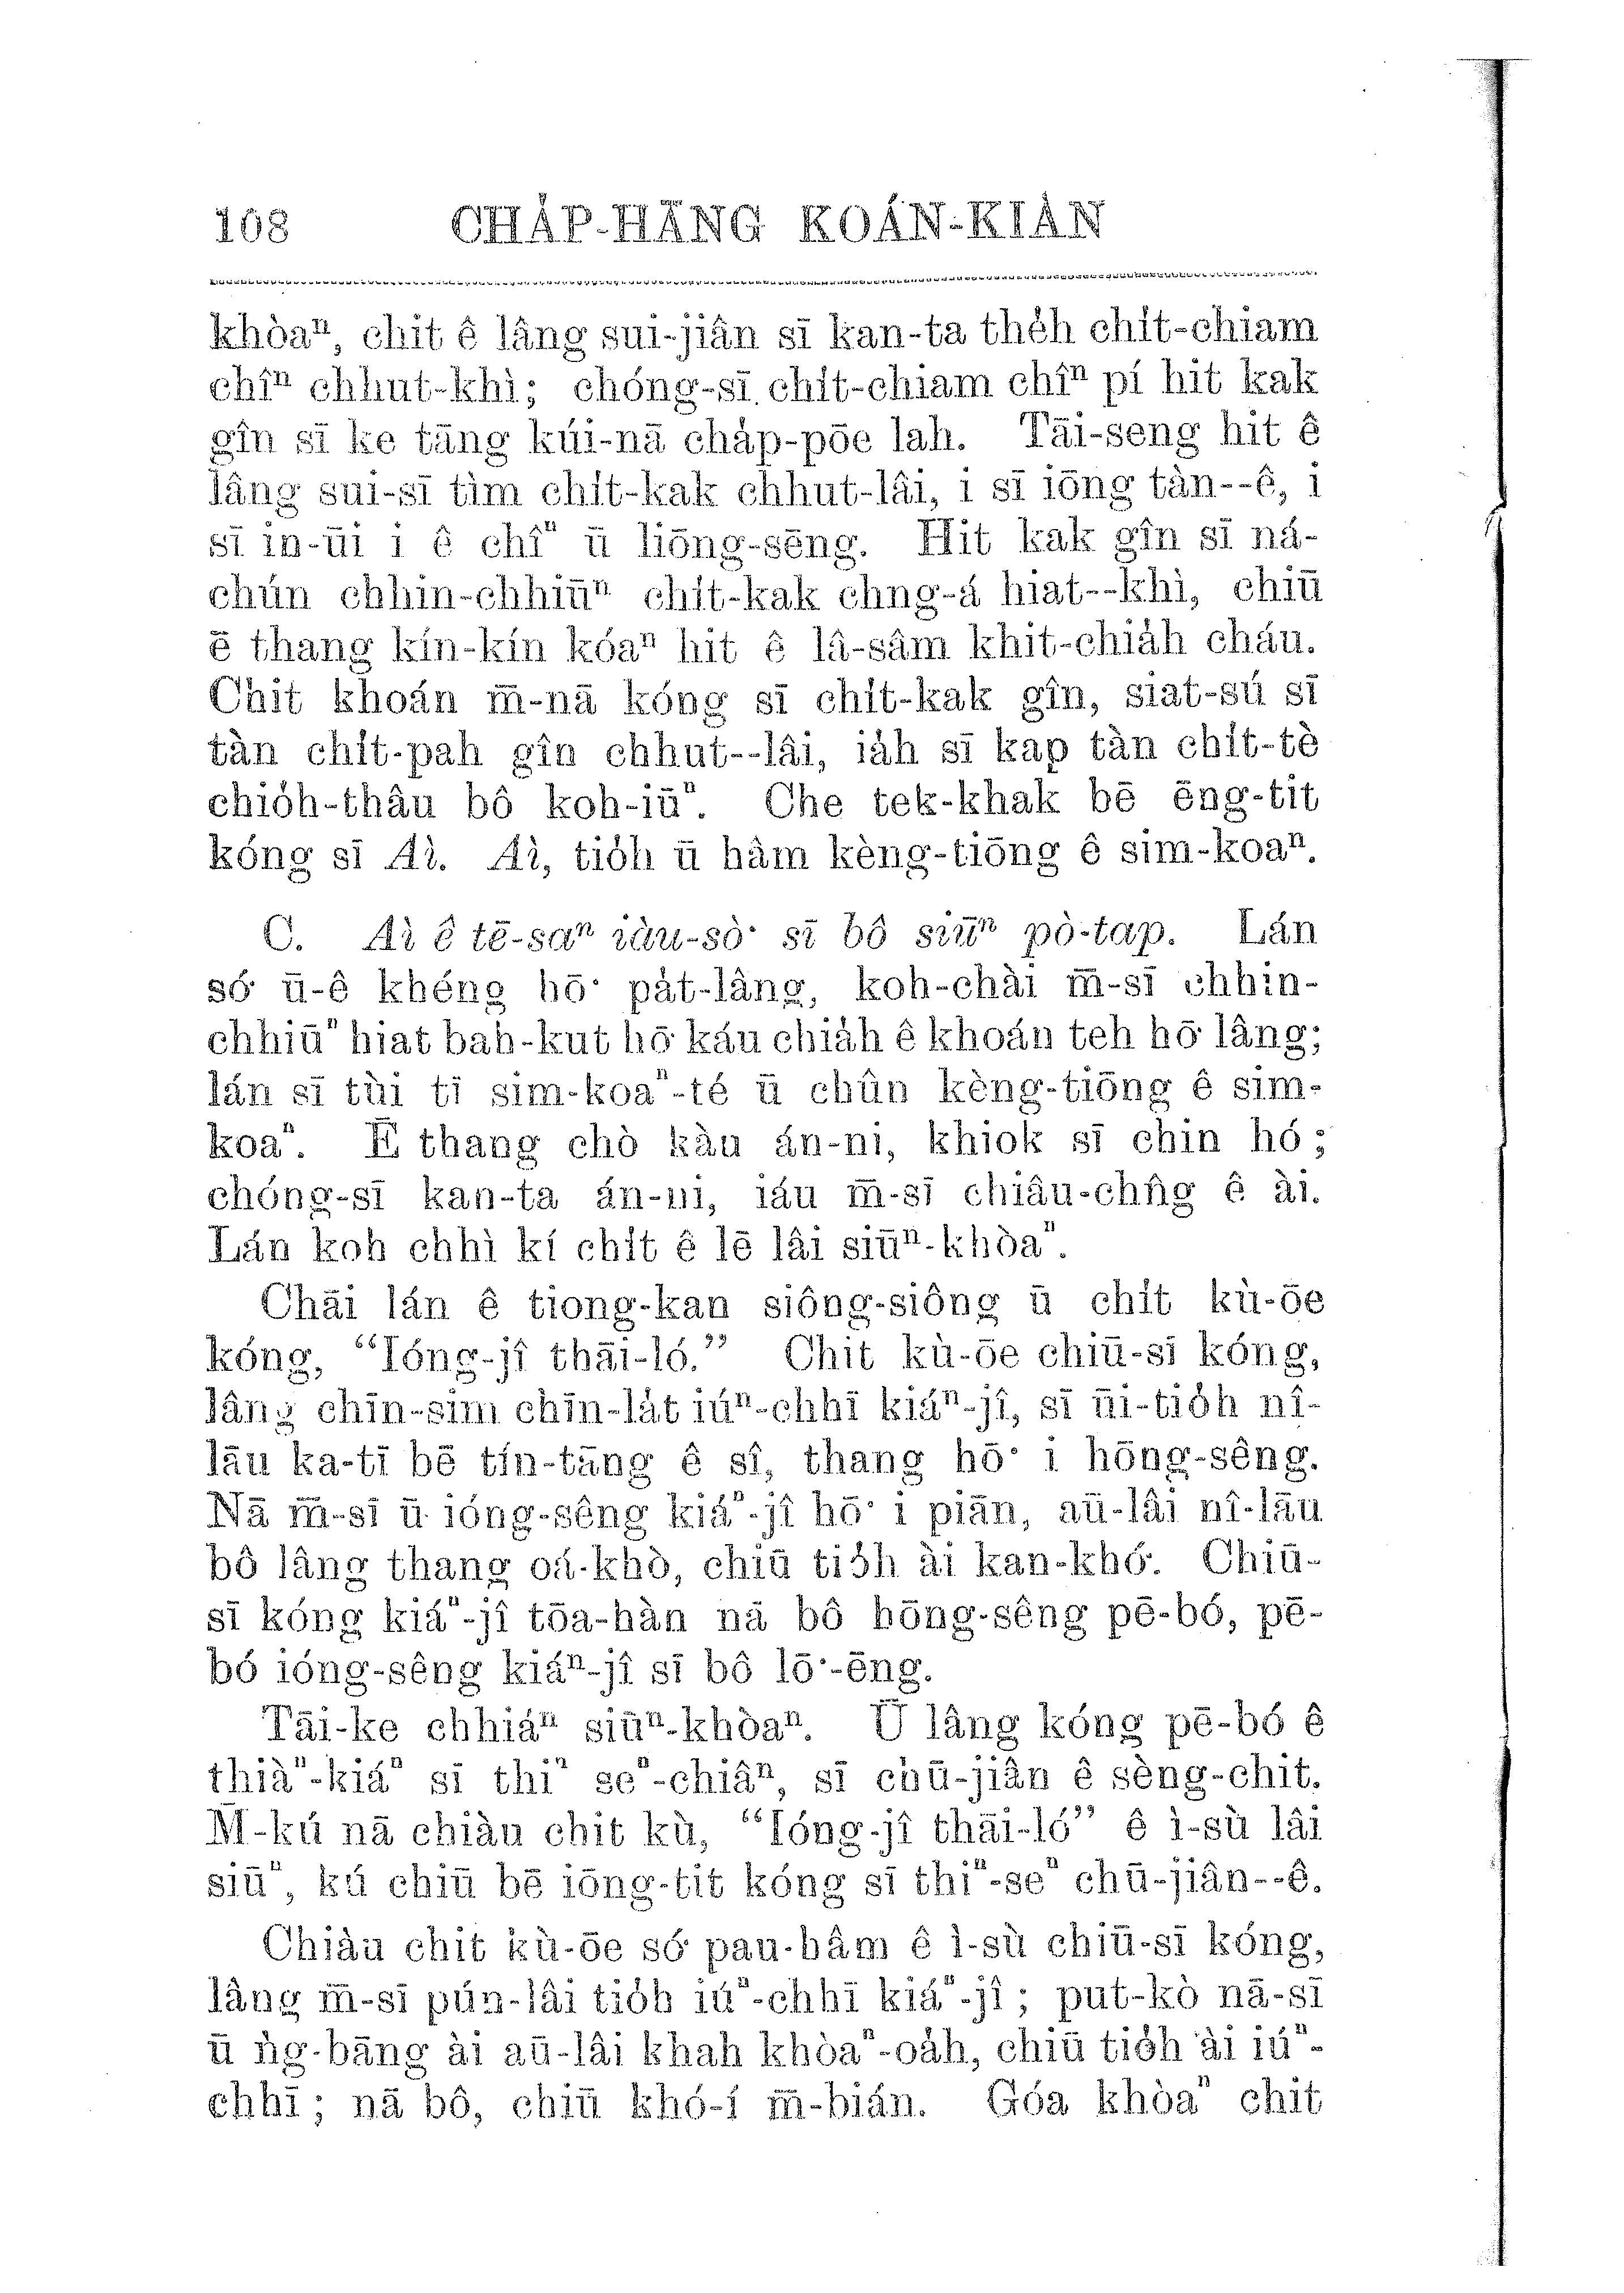 108 CHA̍P-HĀNG KOÁN-KIÀN
khòaⁿ, chit ê lâng sui-jiân sī kan-ta the̍h chi̍t-chiam
chîⁿ chhut-khì; chóng-sī chi̍t-chiam chîⁿ pí hit kak
gîn sī ke tāng kúi-nā cha̍p-pōe lah. Tāi-seng hit ê
lâng sui-sī tìm chi̍t-kak chhut-lâi, i sī iōng tàn--ê, i
sī in-ūi i ê chîⁿ ū liōng-sēng. Hit kak gîn sī ná-
chún chhin-chhiūⁿ chi̍t-kak chng-á hiat--khì, chiū
ē thang kín-kín kóaⁿ hit ê lâ-sâm khit-chia̍h cháu.
Chit khoán m̄-nā kóng sī chi̍t-kak gîn, siat-sú sī
tàn chi̍t-pah gîn chhut--lâi, ia̍h sī kap tàn chi̍t-tè
chio̍h-thâu bô koh-iūⁿ. Che tek-khak bē ēng-tit
kóng sī Ài. Ài, tio̍h ū hâm kèng-tiōng ê sim-koaⁿ.
C. Ài ê tē-saⁿ iàu-sò͘ sī bô siūⁿ pò-tap. Lán
só͘ ū-ê khéng hō͘ pa̍t-lâng, koh-chài m̄-sī chhin-
chhiūⁿ hiat bah-kut hō͘ káu chia̍h ê khoán teh hō͘ lâng;
lán sī tùi tī sim-koaⁿ-té ū chûn kèng-tiōng ê sim-
koaⁿ. Ē thang chò kàu án-ni, khiok sī chin hó;
chóng-sī kan-ta án-ni, iáu m̄-sī chiâu-chn̂g ê ài.
Lán koh chhì kí chi̍t ê lē lâi siūⁿ-khòaⁿ.
Chāi lán ê tiong-kan siông-siông ū chi̍t kù-ōe
kóng, "Ióng-jî thāi-ló." Chit kù-ōe chiū-sī kóng,
lâng chīn-sim chīn-la̍t iúⁿ-chhī kiáⁿ-jî, sī ūi-tio̍h nî-
lāu ka-tī bē tín-tāng ê sî, thang hō͘ i hōng-sêng.
Nā m̄-sī ū ióng-sêng kiáⁿ-jî hō͘ i piān, aū-lâi nî-lāu
bô lâng thang oá-khò, chiū tio̍h ài kan-khó͘. Chiū-
sī kóng kiáⁿ-jî tōa-hàn nā bô hōng-sêng pē-bó, pē-
bó ióng-sêng kiáⁿ-jî sī bô lō͘-ēng.
Tāi-ke chhiáⁿ siūⁿ-khòaⁿ. Ū lâng kóng pē-bó ê
thiàⁿ-kiáⁿ sī thiⁿ seⁿ-chiâⁿ, sī chū-jiân ê sèng-chit.
M̄-kú nā chiàu chit kù, "Ióng-jî thāi-ló" ê ì-sù lâi
siūⁿ, kú chiū bē iōng-tit kóng sī thiⁿ-seⁿ chū-jiân--ê.
Chiàu chit kù-ōe só͘ pau-hâm ê ì-sù chiū-sī kóng,
lâng m̄-sī pún-lâi tio̍h iúⁿ-chhī kiáⁿ-jî; put-kò nā-sī
ū ǹg-bāng ài aū-lâi khah khòaⁿ-oa̍h, chiū tio̍h ài iúⁿ-
chhī; nā bô, chiū khó-í m̄-bián. Góa khòaⁿ chit